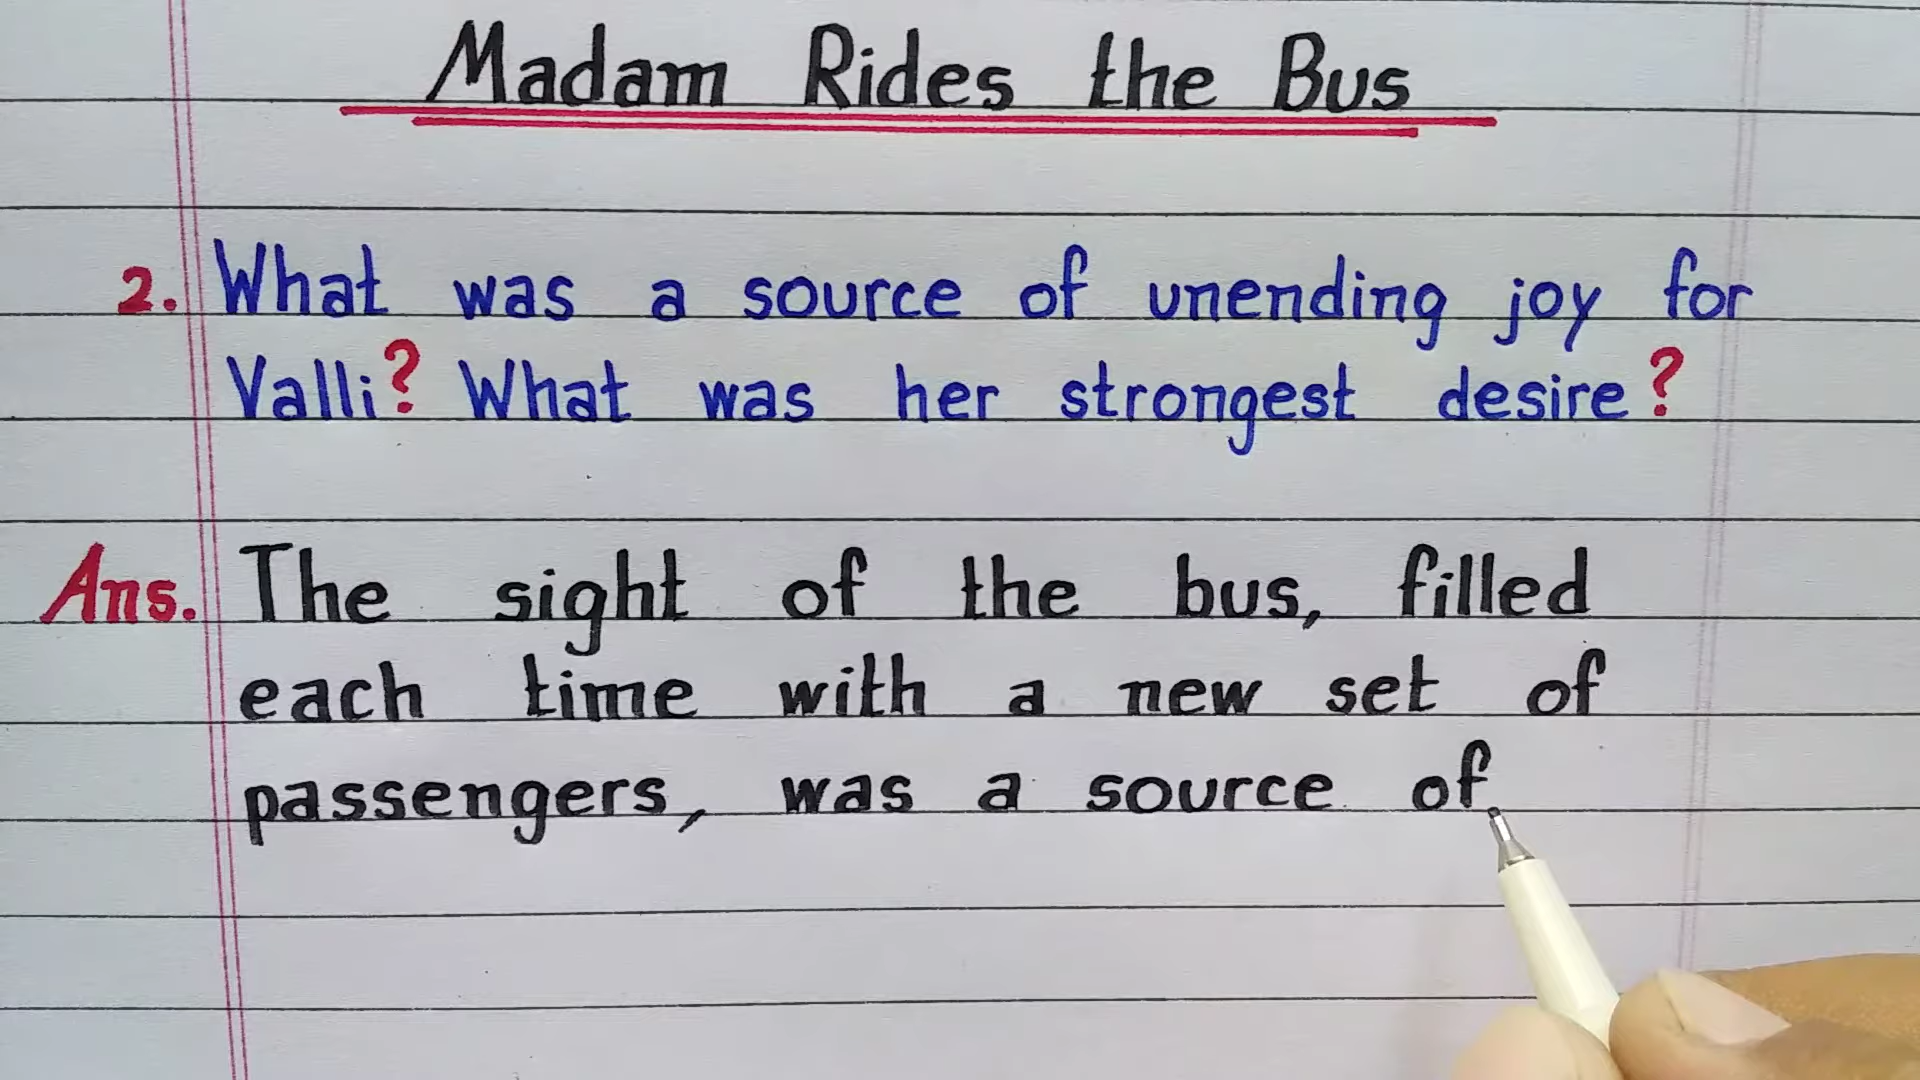 Madam Rides the Bus
2. What was a source of unending joy for
Valli? What was her strongest desire?
Ans. The sight of the bus, filled
each time with a new set of
passengers, was a source of